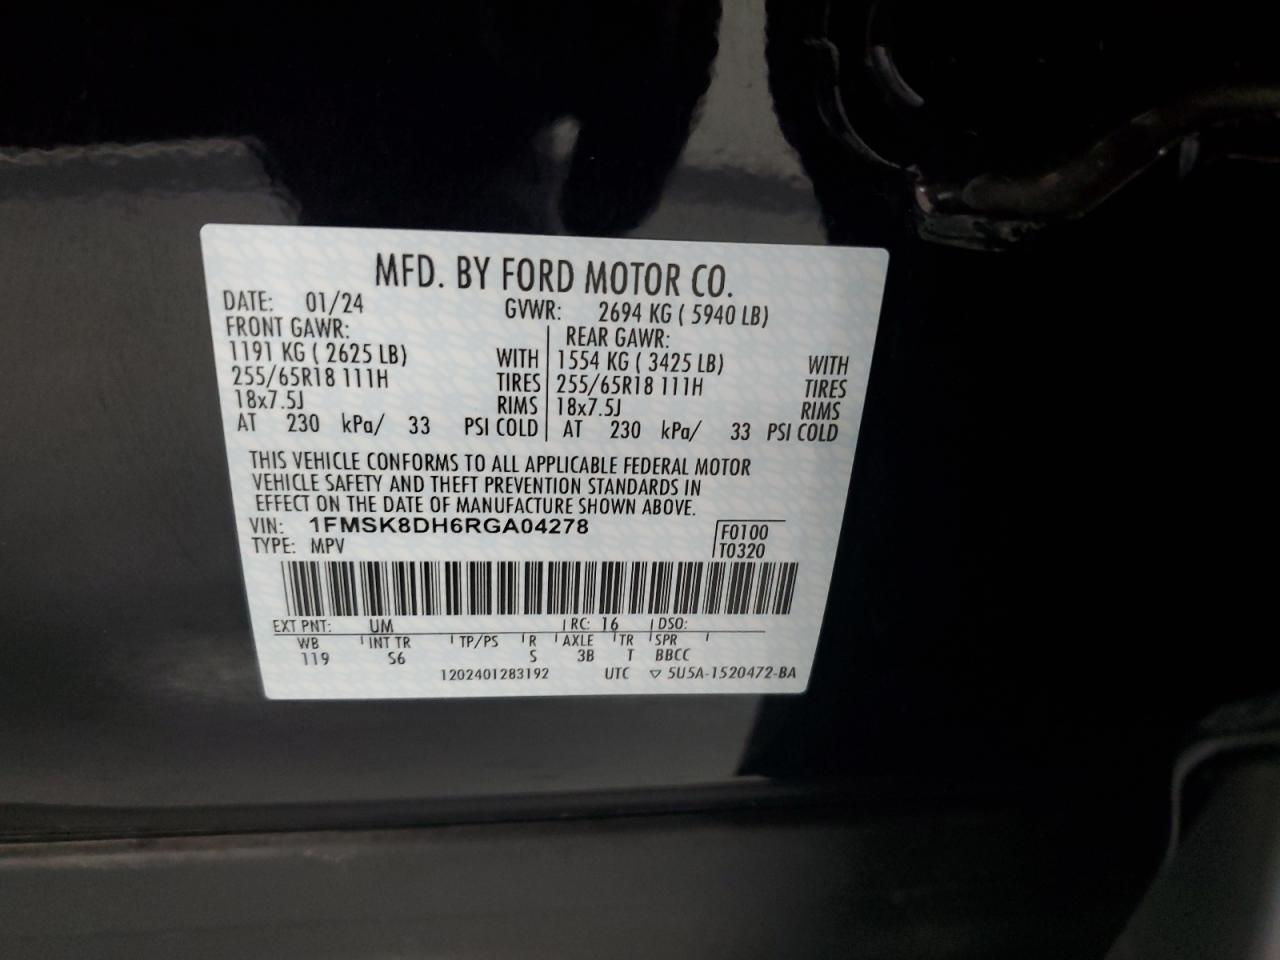 MFD. BY FORD MOTOR CO.
DATE: 01/24 GVWR: 2694 KG ( 5940 LB)
FRONT GAWR: REAR GAWR:
1191 KG ( 2625 LB) WITH 1554 KG ( 3425 LB) WITH
255/65R18 111H TIRES 255/65R18 111H TIRES
18x7.5J RIMS 18x7.5J RIMS
AT 230 kPa/ 33 PSI COLD AT 230 kPa/ 33 PSI COLD
THIS VEHICLE CONFORMS TO ALL APPLICABLE FEDERAL MOTOR
VEHICLE SAFETY AND THEFT PREVENTION STANDARDS IN
EFFECT ON THE DATE OF MANUFACTURE SHOWN ABOVE.
VIN: 1FMSK8DH6RGA04278 F0100
TYPE: MPV T0320
EXT PNT: UM RC: 16 DSO:
WB INT TR TP/PS R AXLE TR SPR
119 S6 S 3B T BBCC
1202401283192 UTC ▽ 5U5A-1520472-BA